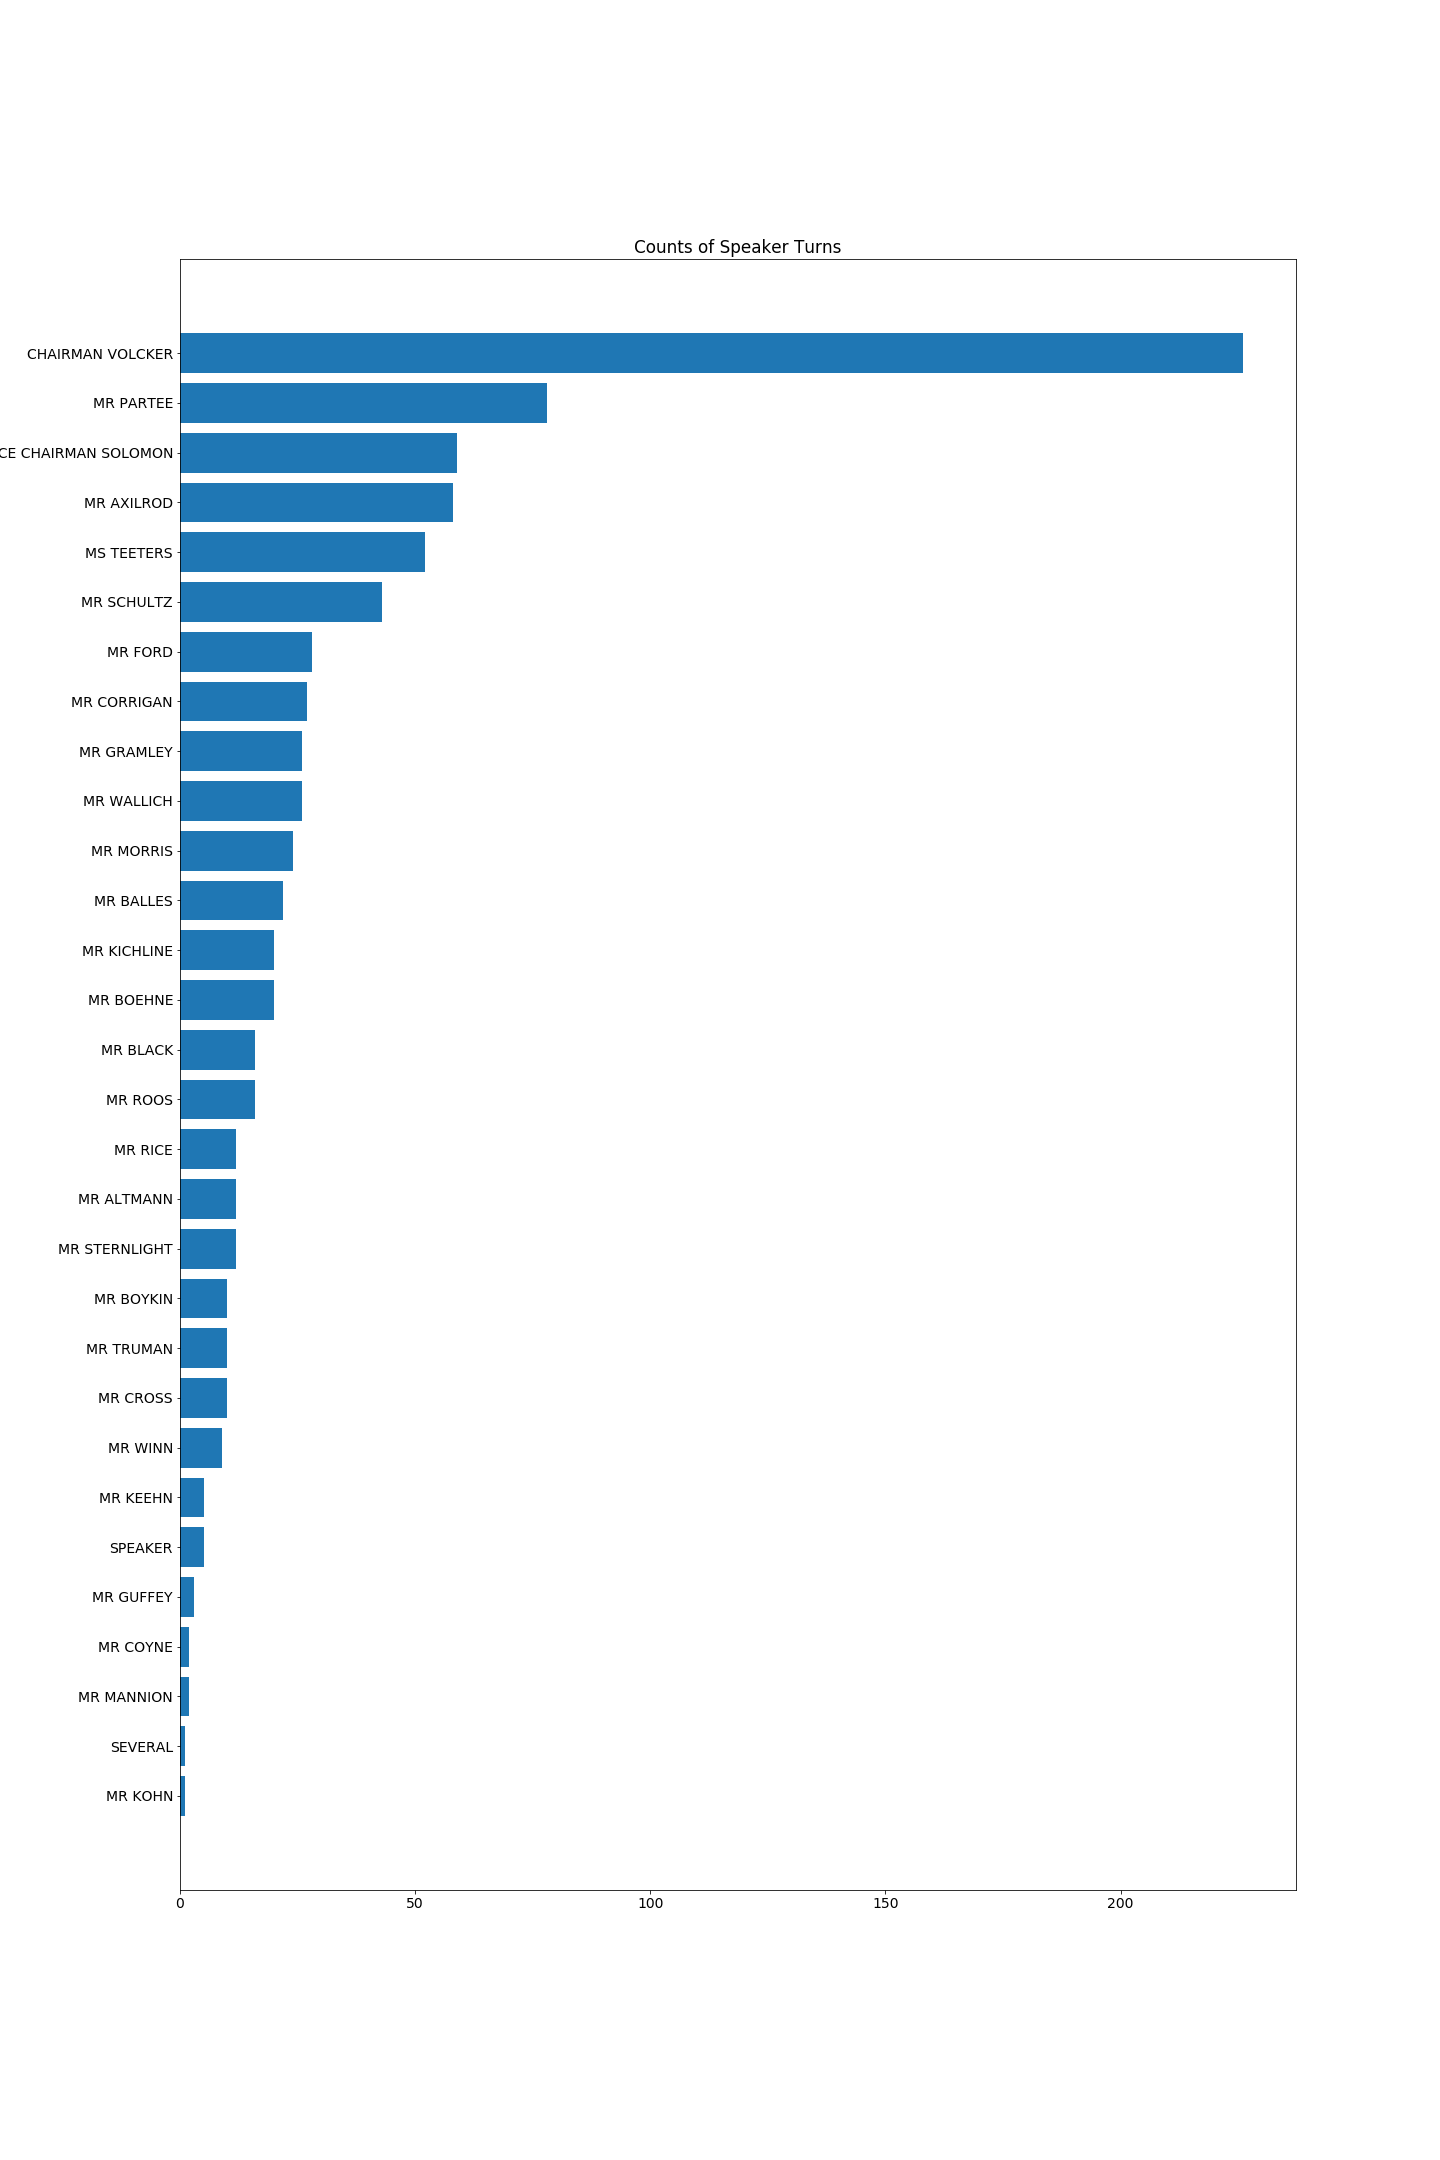 Counts of Speaker Turns
CHAIRMAN VOLCKER
MR PARTEE
CE CHAIRMAN SOLOMON
MR AXILROD
MS TEETERS
MR SCHULTZ
MR FORD
MR CORRIGAN
MR GRAMLEY
MR WALLICH
MR MORRIS
MR BALLES
MR KICHLINE
MR BOEHNE
MR BLACK
MR ROOS
MR RICE
MR ALTMANN
MR STERNLIGHT
MR BOYKIN
MR TRUMAN
MR CROSS
MR WINN
MR KEEHN
SPEAKER
MR GUFFEY
MR COYNE
MR MANNION
SEVERAL
MR KOHN
0 50 100 150 200